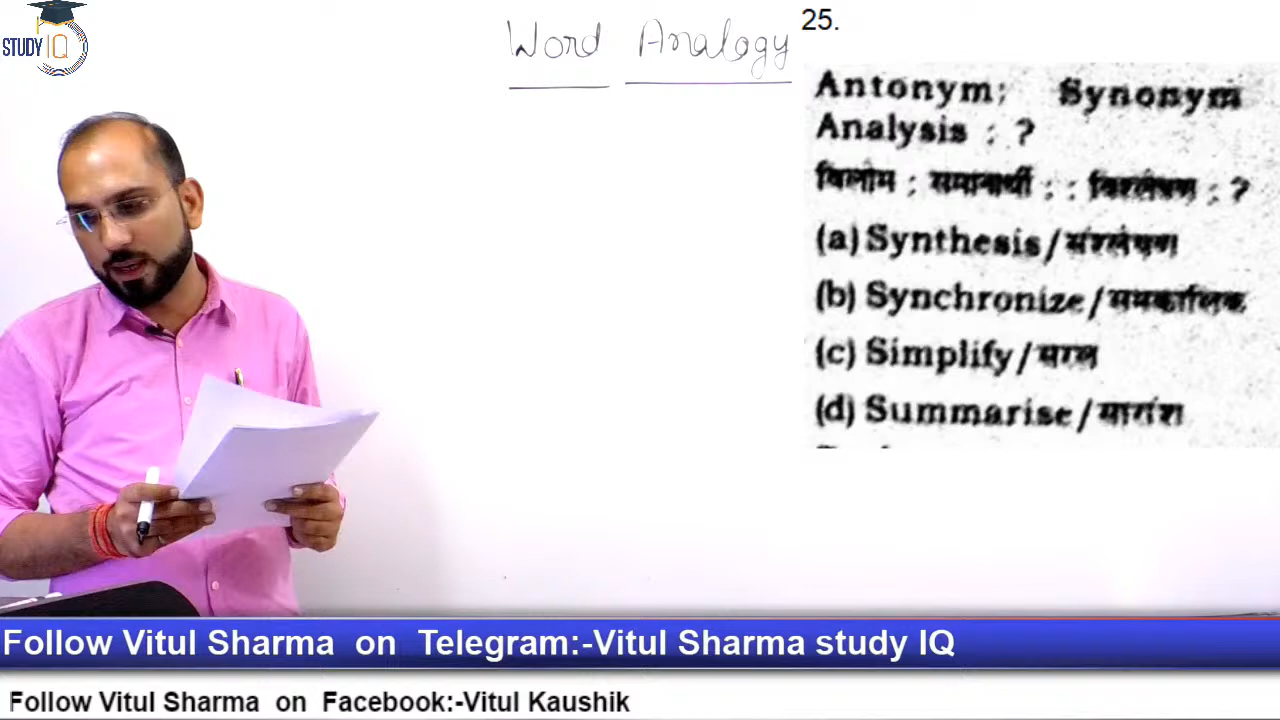 STUDY IQ
Word Analogy
25.
Antonym; Synonym
Analysis : ?
विलोम ; समानार्थी ; : विश्लेषण ; ?
(a) Synthesis/संश्लेषण
(b) Synchronize/समकालिक
(c) Simplify/सरल
(d) Summarise/सारांश
Follow Vitul Sharma on Telegram:-Vitul Sharma study IQ
Follow Vitul Sharma on Facebook:-Vitul Kaushik